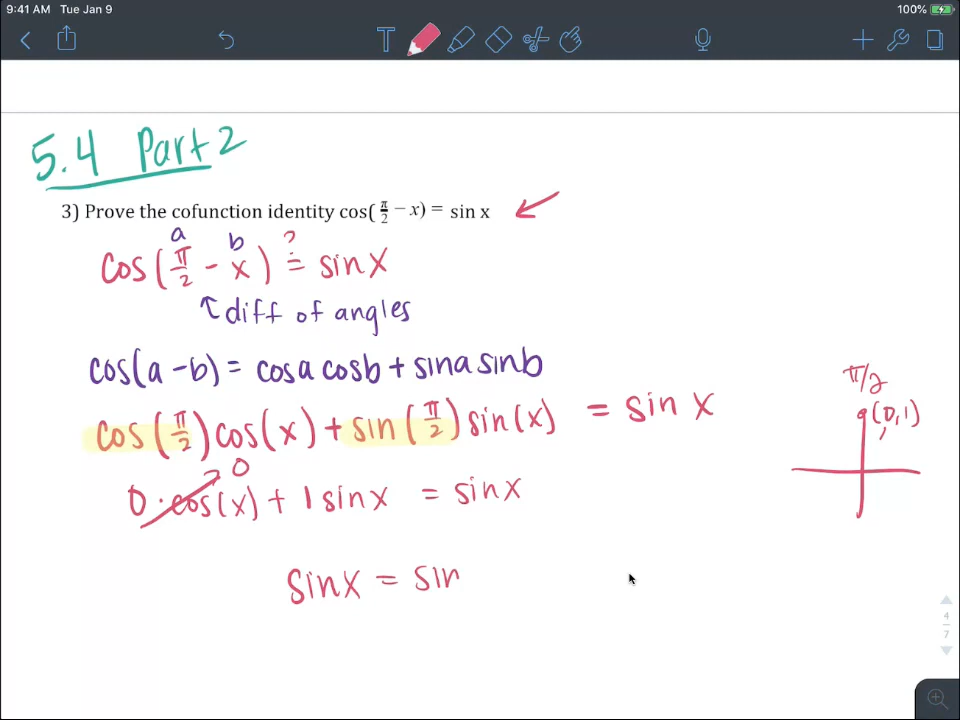 9:41 AM Tue Jan 9 100%
5.4 Part 2
3) Prove the cofunction identity cos(π/2 − x) = sin x
a b ?
cos(π/2 − x) = sin x
↑ diff of angles
cos(a − b) = cos a cos b + sin a sin b
π/2
cos(π/2) cos(x) + sin(π/2) sin(x) = sin x
(0,1)
0
0 · cos(x) + 1 sin x = sin x
sin x = sin
4
7